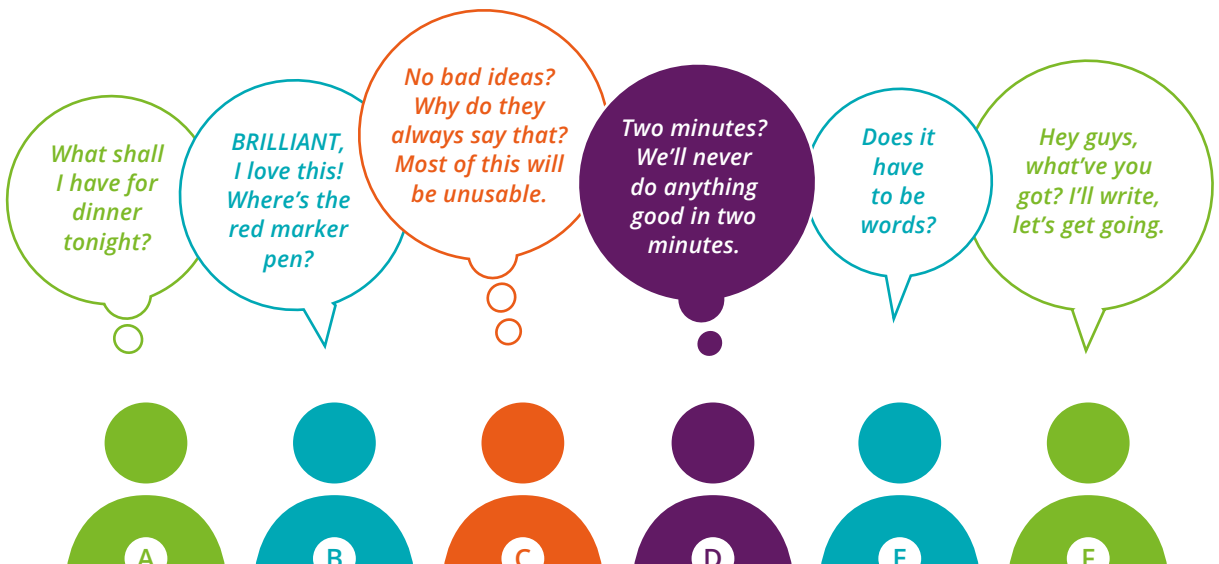 What shall
I have for
dinner
tonight?
BRILLIANT,
I love this!
Where's the
red marker
pen?
No bad ideas?
Why do they
always say that?
Most of this will
be unusable.
Two minutes?
We'll never
do anything
good in two
minutes.
Does it
have
to be
words?
Hey guys,
what've you
got? I'll write,
let's get going.
A
B
C
D